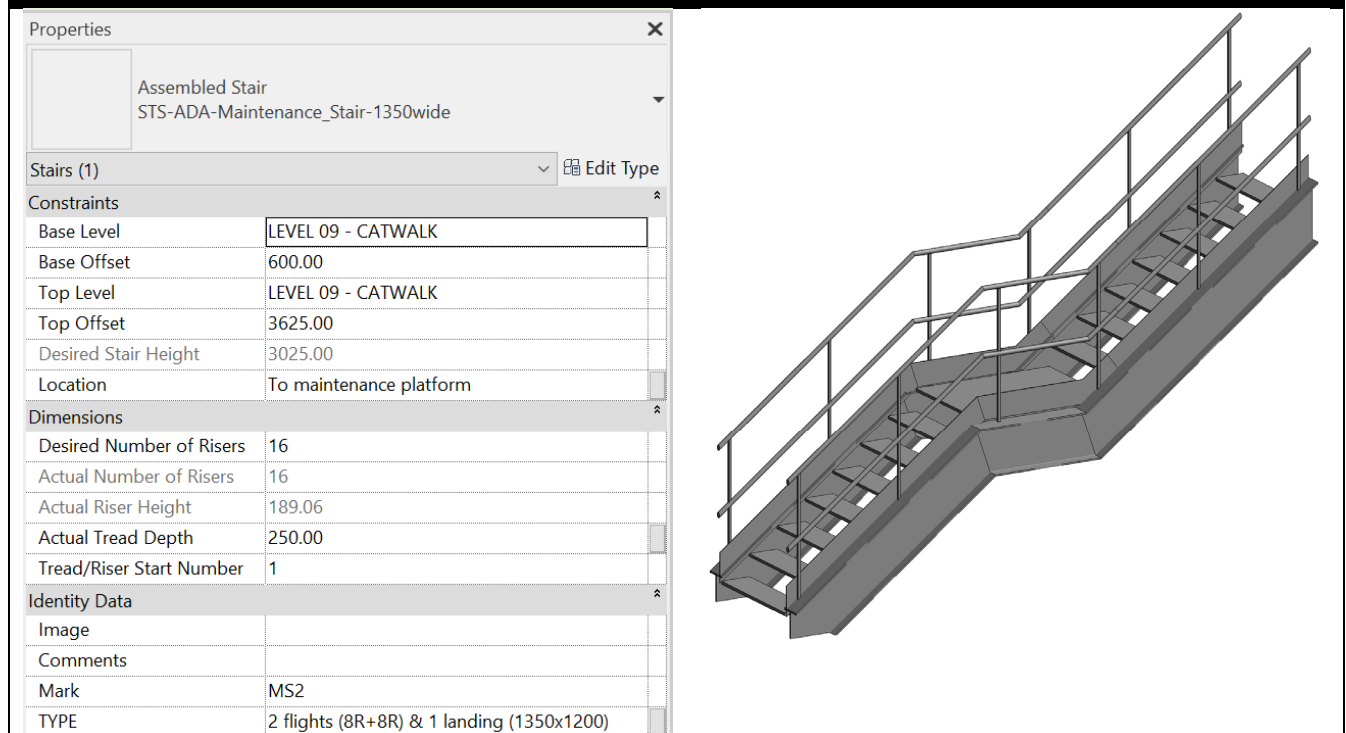 Properties
Assembled Stair
STS-ADA-Maintenance_Stair-1350wide
Stairs (1) Edit Type
Constraints
Base Level LEVEL 09 - CATWALK
Base Offset 600.00
Top Level LEVEL 09 - CATWALK
Top Offset 3625.00
Desired Stair Height 3025.00
Location To maintenance platform
Dimensions
Desired Number of Risers 16
Actual Number of Risers 16
Actual Riser Height 189.06
Actual Tread Depth 250.00
Tread/Riser Start Number 1
Identity Data
Image
Comments
Mark MS2
TYPE 2 flights (8R+8R) & 1 landing (1350x1200)